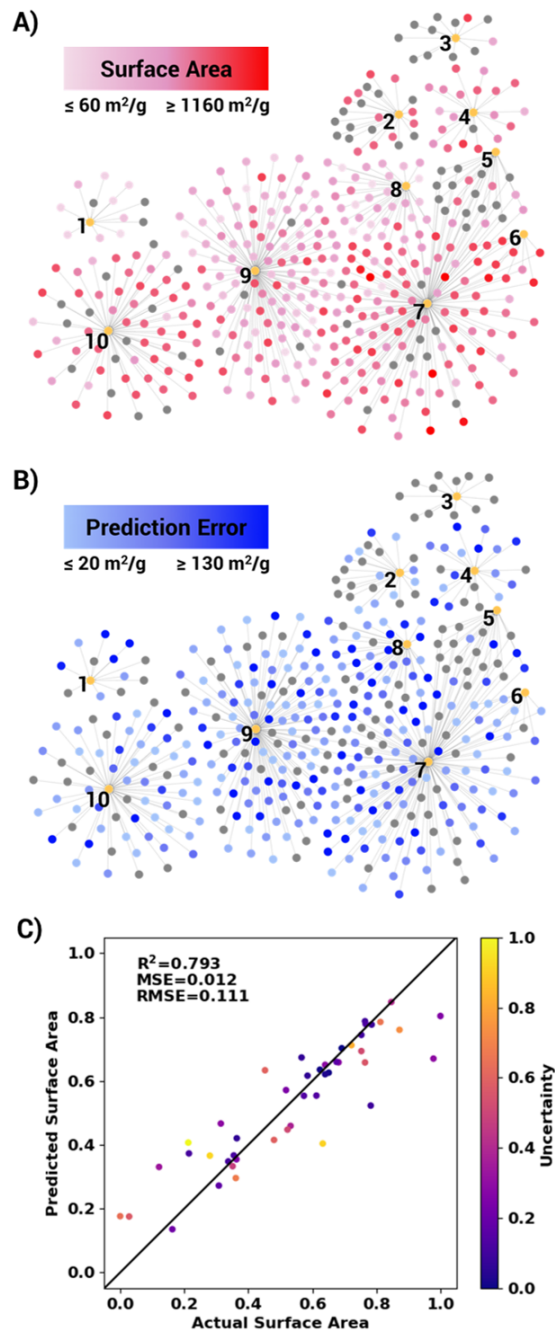 A)
Surface Area
≤ 60 m²/g ≥ 1160 m²/g
3
2
4
5
8
1
6
9
7
10
B)
Prediction Error
≤ 20 m²/g ≥ 130 m²/g
3
2
4
5
8
1
6
9
7
10
C)
R²=0.793
MSE=0.012
RMSE=0.111
Predicted Surface Area
1.0
0.8
0.6
0.4
0.2
0.0
0.0 0.2 0.4 0.6 0.8 1.0
Actual Surface Area
1.0
0.8
0.6
0.4
0.2
0.0
Uncertainty